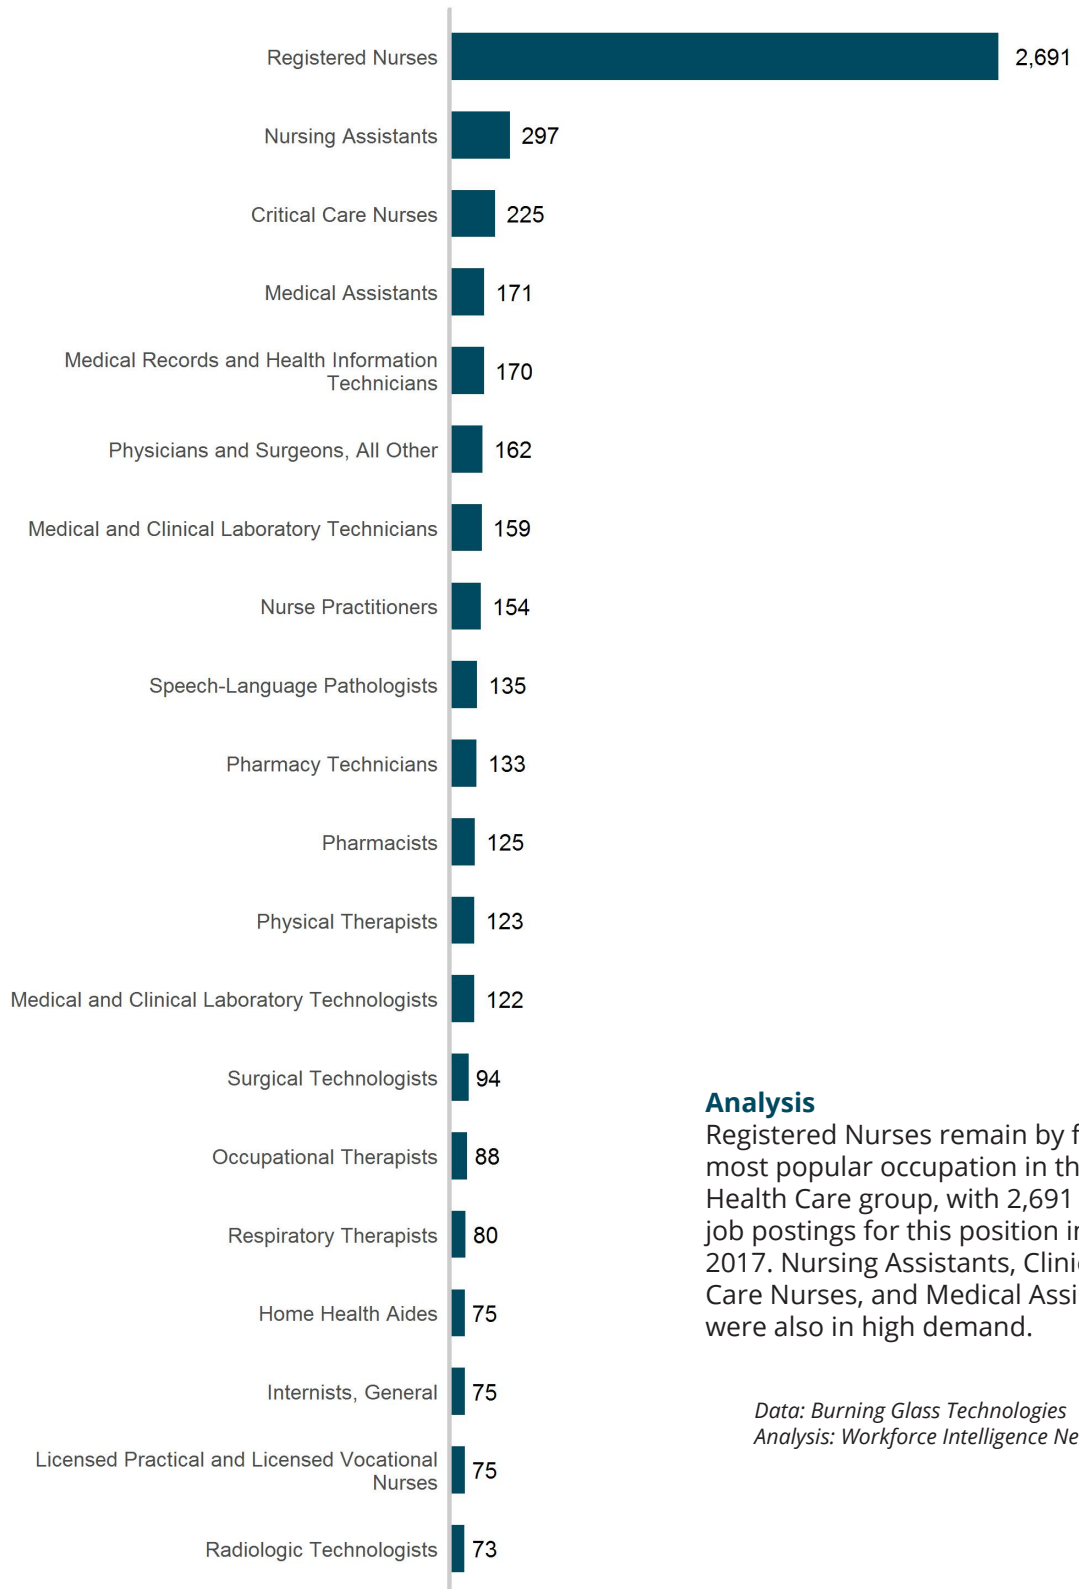 Registered Nurses 2,691
Nursing Assistants 297
Critical Care Nurses 225
Medical Assistants 171
Medical Records and Health Information
Technicians 170
Physicians and Surgeons, All Other 162
Medical and Clinical Laboratory Technicians 159
Nurse Practitioners 154
Speech-Language Pathologists 135
Pharmacy Technicians 133
Pharmacists 125
Physical Therapists 123
Medical and Clinical Laboratory Technologists 122
Surgical Technologists 94
Occupational Therapists 88
Respiratory Therapists 80
Home Health Aides 75
Internists, General 75
Licensed Practical and Licensed Vocational
Nurses 75
Radiologic Technologists 73
Analysis
Registered Nurses remain by
most popular occupation in
Health Care group, with 2,691
job postings for this position
2017. Nursing Assistants,
Care Nurses, and Medical
were also in high demand.
Data: Burning Glass Technologies
Analysis: Workforce Intelligence